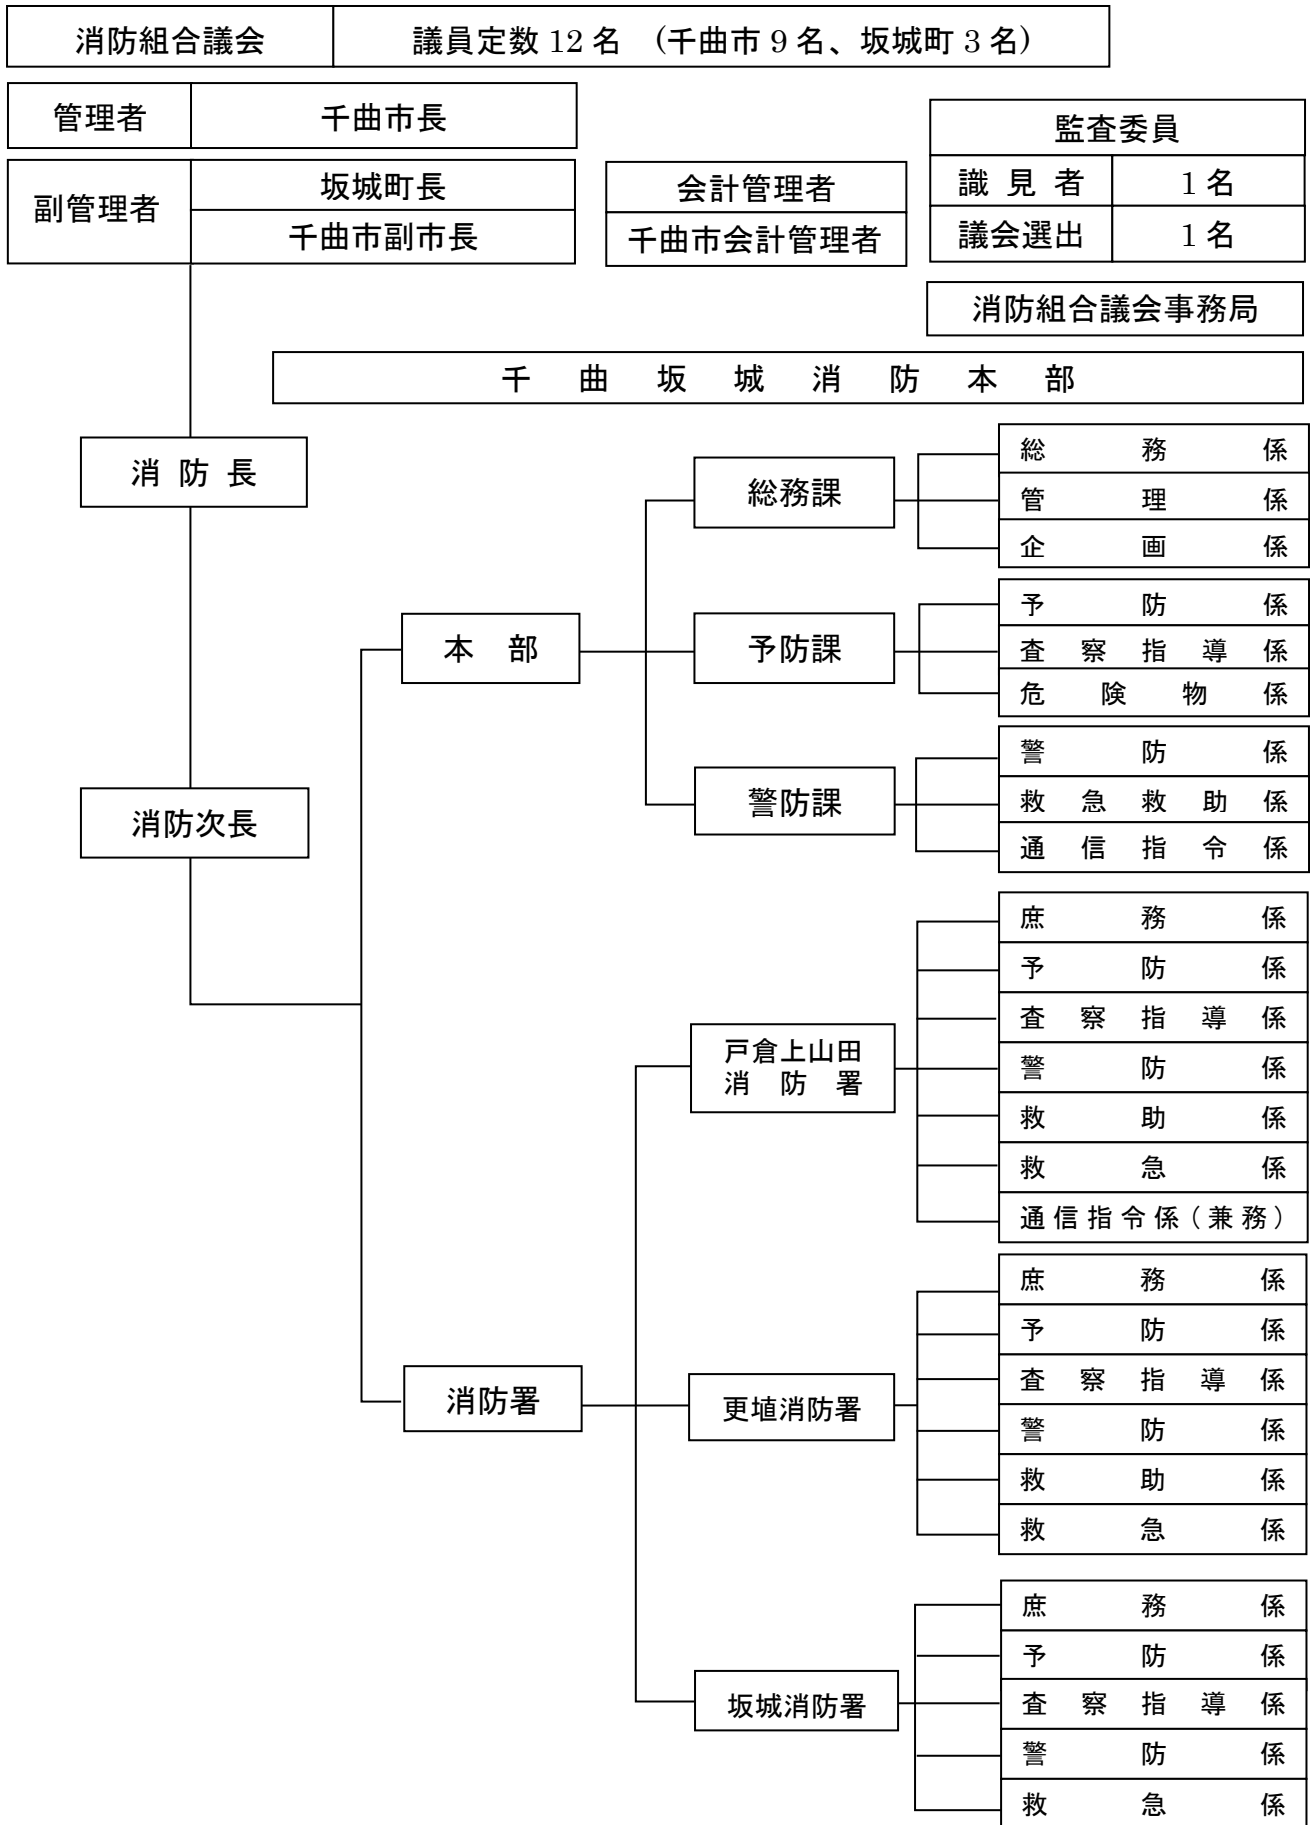 消防組合議会 議員定数 12 名 (千曲市 9 名、坂城町 3 名)
管理者 千曲市長
副管理者
坂城町長
千曲市副市長
会計管理者
千曲市会計管理者
監査委員
識見者 1 名
議会選出 1 名
消防組合議会事務局
千曲坂城消防本部
消防長
消防次長
本部
総務課
総務係
管理係
企画係
予防課
予防係
査察指導係
危険物係
警防課
警防係
救急救助係
通信指令係
消防署
戸倉上山田
消防署
庶務係
予防係
査察指導係
警防係
救助係
救急係
通信指令係(兼務)
更埴消防署
庶務係
予防係
査察指導係
警防係
救助係
救急係
坂城消防署
庶務係
予防係
査察指導係
警防係
救急係